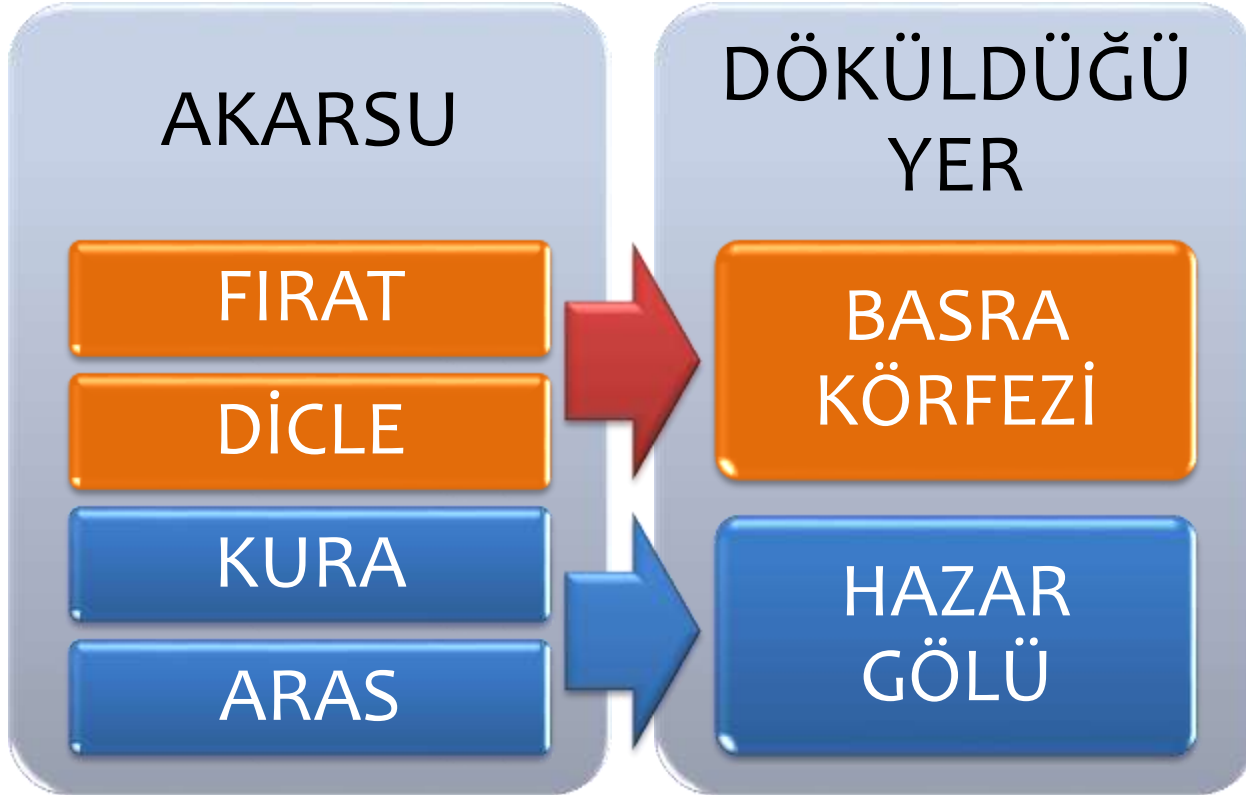 AKARSU
FIRAT
DİCLE
KURA
ARAS
DÖKÜLDÜĞÜ
YER
BASRA
KÖRFEZİ
HAZAR
GÖLÜ